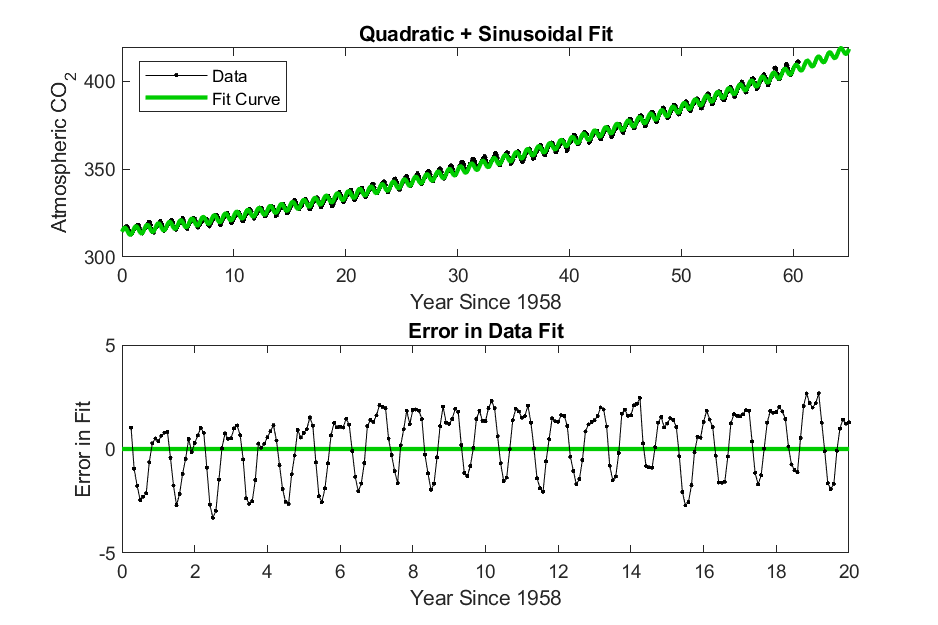 Quadratic + Sinusoidal Fit
Atmospheric CO2
400
350
300
Data
Fit Curve
0 10 20 30 40 50 60
Year Since 1958
Error in Data Fit
Error in Fit
5
0
-5
0 2 4 6 8 10 12 14 16 18 20
Year Since 1958